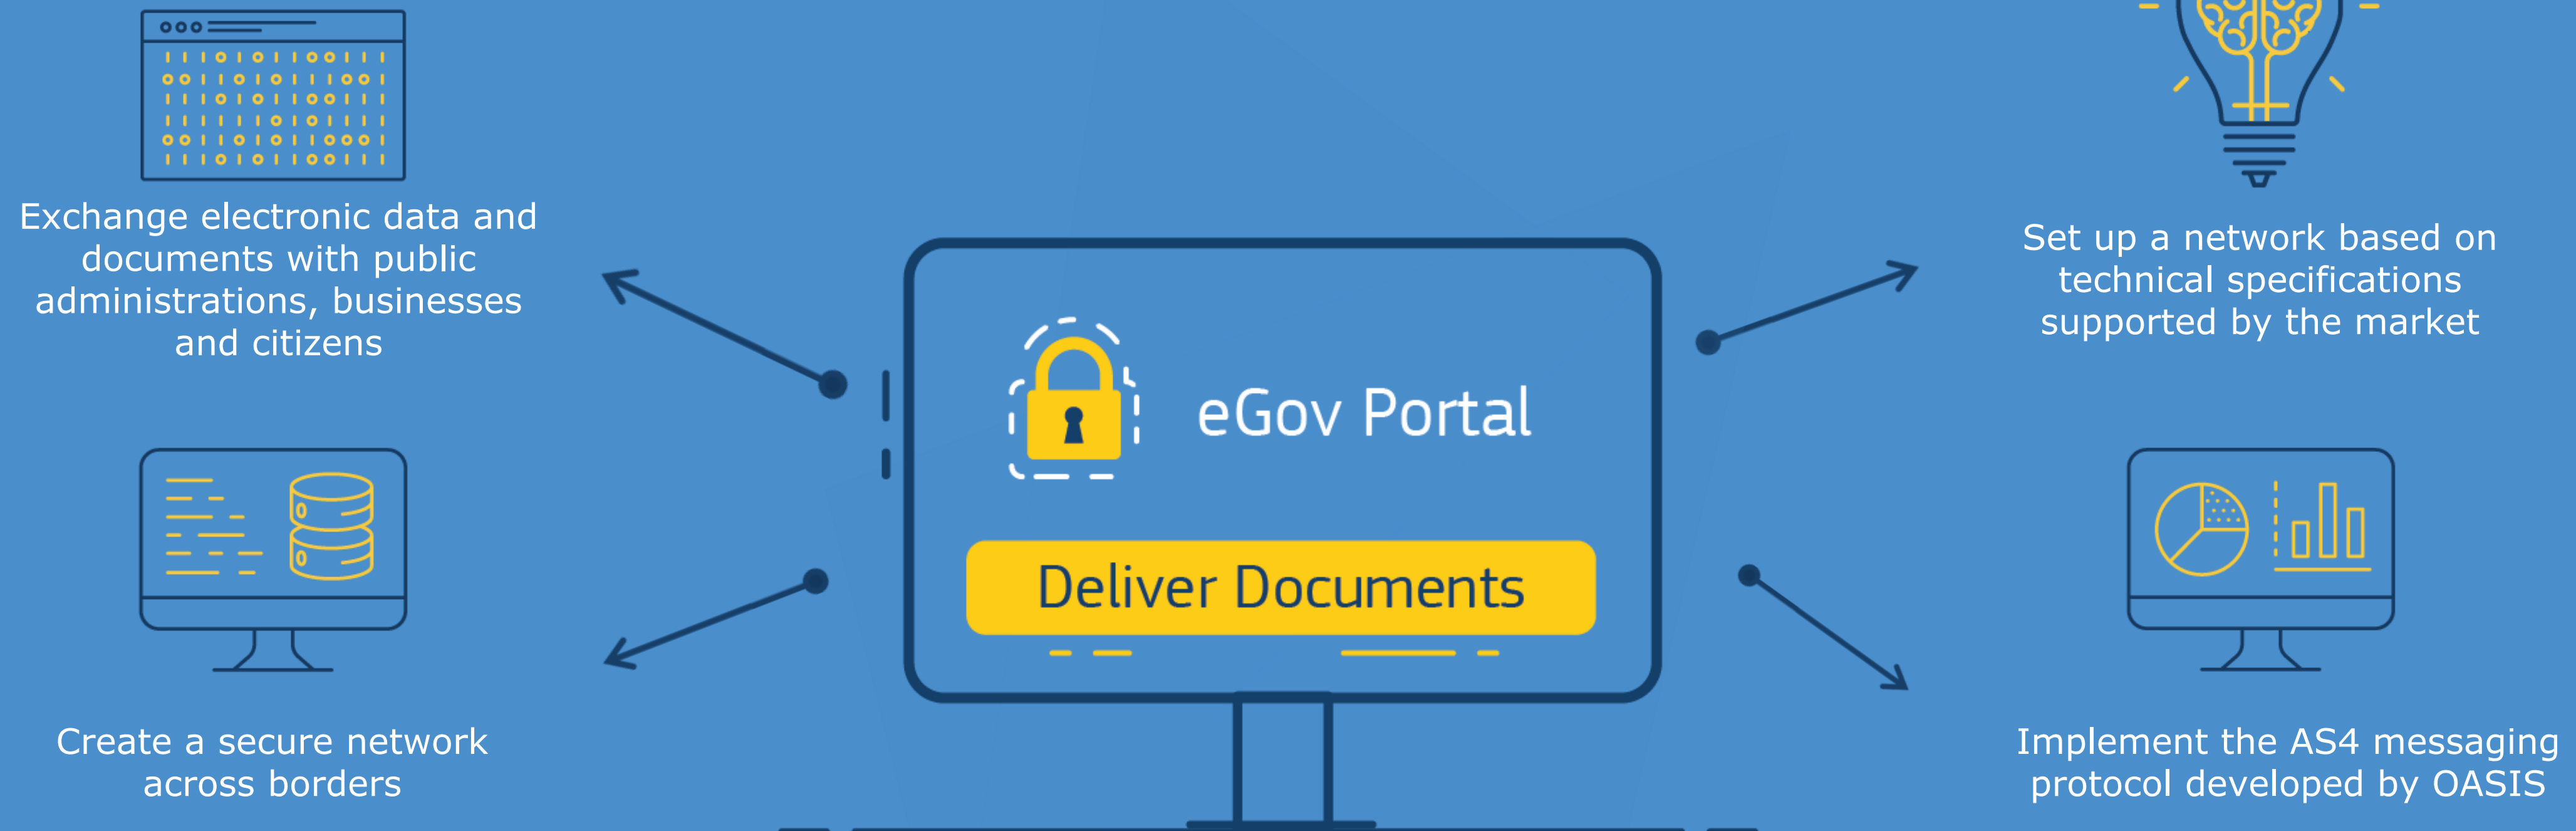 Exchange electronic data and
documents with public
administrations, businesses
and citizens
Create a secure network
across borders
eGov Portal
Deliver Documents
Set up a network based on
technical specifications
supported by the market
Implement the AS4 messaging
protocol developed by OASIS